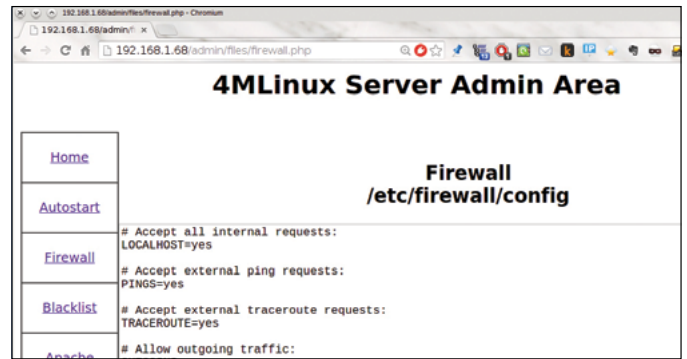 192.168.1.68/admin/files/firewall.php - Chromium
192.168.1.68/admin/f
192.168.1.68/admin/files/firewall.php
4MLinux Server Admin Area
Home
Autostart
Firewall
Blacklist
Apache
Firewall
/etc/firewall/config
# Accept all internal requests:
LOCALHOST=yes
# Accept external ping requests:
PINGS=yes
# Accept external traceroute requests:
TRACEROUTE=yes
# Allow outgoing traffic: